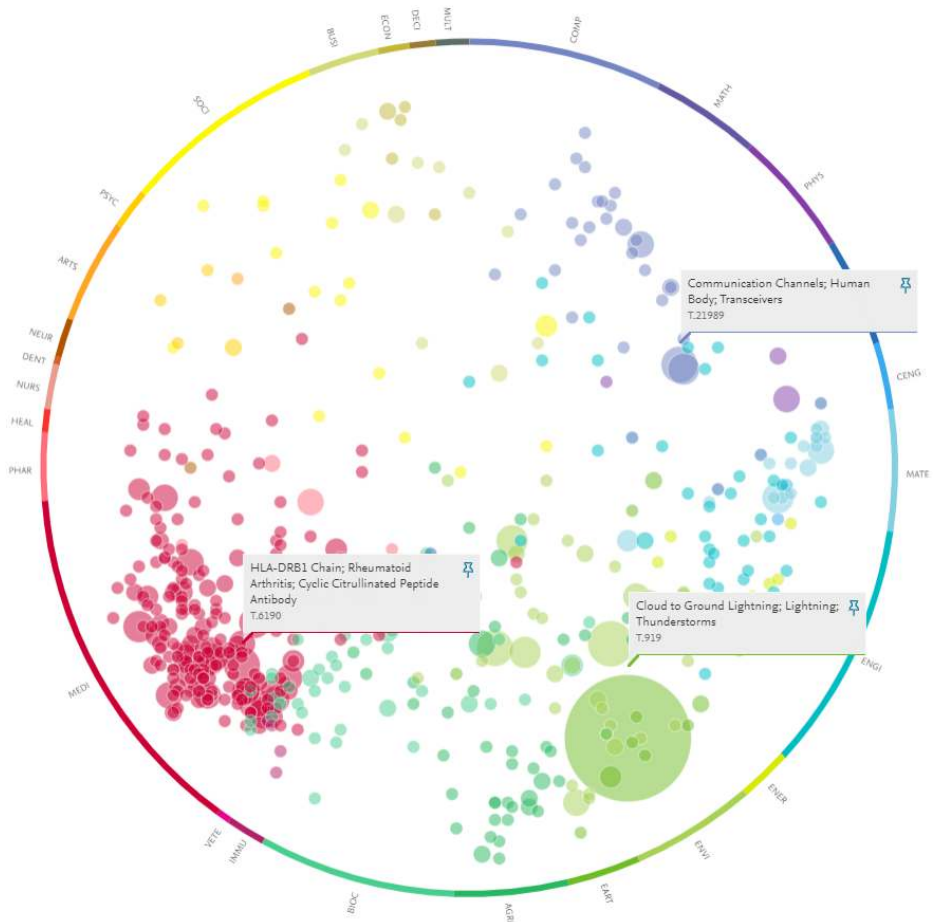 MULT
DECI
ECON
BUSI
COMP
SOCI
MATH
PSYC
PHYS
ARTS
Communication Channels; Human
Body; Transceivers
T.21989
NEUR
DENT
NURS
CENG
HEAL
PHAR
MATE
HLA-DRB1 Chain; Rheumatoid
Arthritis; Cyclic Citrullinated Peptide
Antibody
T.6190
Cloud to Ground Lightning; Lightning;
Thunderstorms
T.919
ENGI
MEDI
ENER
VETE
IMMU
ENVI
BIOC
EART
AGRI